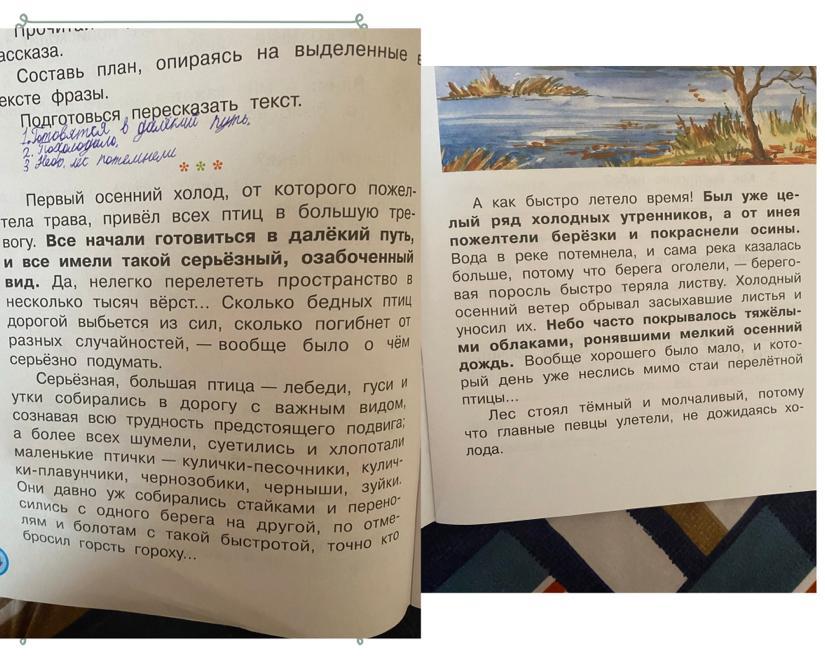 Прочитай
ассказа.
Составь план, опираясь на выделенные в
ексте фразы.
Подготовься пересказать текст.
1. Готовятся в далёкий путь.
2. Похолодало.
3 Небо, лес потемнели
Первый осенний холод, от которого пожел-
тела трава, привёл всех птиц в большую тре-
вогу. Все начали готовиться в далёкий путь,
и все имели такой серьёзный, озабоченный
вид. Да, нелегко перелететь пространство в
несколько тысяч вёрст... Сколько бедных птиц
дорогой выбьется из сил, сколько погибнет от
разных случайностей, — вообще было о чём
серьёзно подумать.
Серьёзная, большая птица — лебеди, гуси и
утки собирались в дорогу с важным видом,
сознавая всю трудность предстоящего подвига;
а более всех шумели, суетились и хлопотали
маленькие птички — кулички-песочники, кулич-
ки-плавунчики, чернозобики, черныши, зуйки.
Они давно уж собирались стайками и перено-
сились с одного берега на другой, по отме-
лям и болотам с такой быстротой, точно кто
бросил горсть гороху...
А как быстро летело время! Был уже це-
лый ряд холодных утренников, а от инея
пожелтели берёзки и покраснели осины.
Вода в реке потемнела, и сама река казалась
больше, потому что берега оголели, — берего-
вая поросль быстро теряла листву. Холодный
осенний ветер обрывал засыхавшие листья и
уносил их. Небо часто покрывалось тяжёлы-
ми облаками, ронявшими мелкий осенний
дождь. Вообще хорошего было мало, и кото-
рый день уже неслись мимо стаи перелётной
птицы...
Лес стоял тёмный и молчаливый, потому
что главные певцы улетели, не дожидаясь хо-
лода.